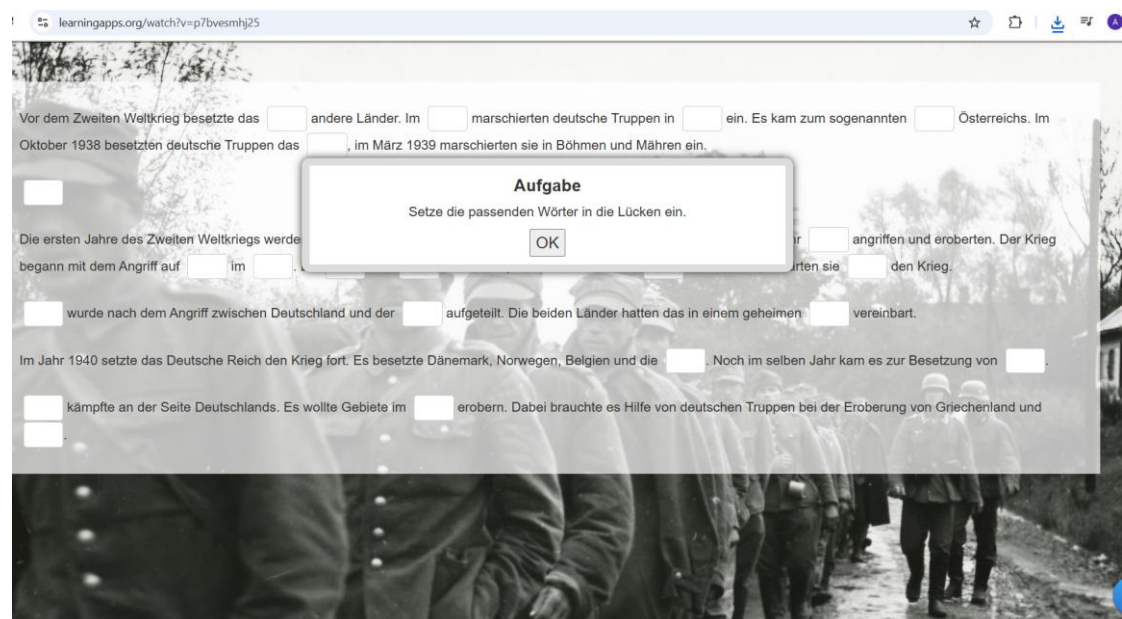 learningapps.org/watch?v=p7bvesmhj25
A
Vor dem Zweiten Weltkrieg besetzte das andere Länder. Im marschierten deutsche Truppen in ein. Es kam zum sogenannten Österreichs. Im
Oktober 1938 besetzten deutsche Truppen das , im März 1939 marschierten sie in Böhmen und Mähren ein.
Aufgabe
Setze die passenden Wörter in die Lücken ein.
OK
Die ersten Jahre des Zweiten Weltkriegs werde angriffen und eroberten. Der Krieg
begann mit dem Angriff auf im . sie den Krieg.
wurde nach dem Angriff zwischen Deutschland und der aufgeteilt. Die beiden Länder hatten das in einem geheimen vereinbart.
Im Jahr 1940 setzte das Deutsche Reich den Krieg fort. Es besetzte Dänemark, Norwegen, Belgien und die . Noch im selben Jahr kam es zur Besetzung von .
kämpfte an der Seite Deutschlands. Es wollte Gebiete im erobern. Dabei brauchte es Hilfe von deutschen Truppen bei der Eroberung von Griechenland und
.